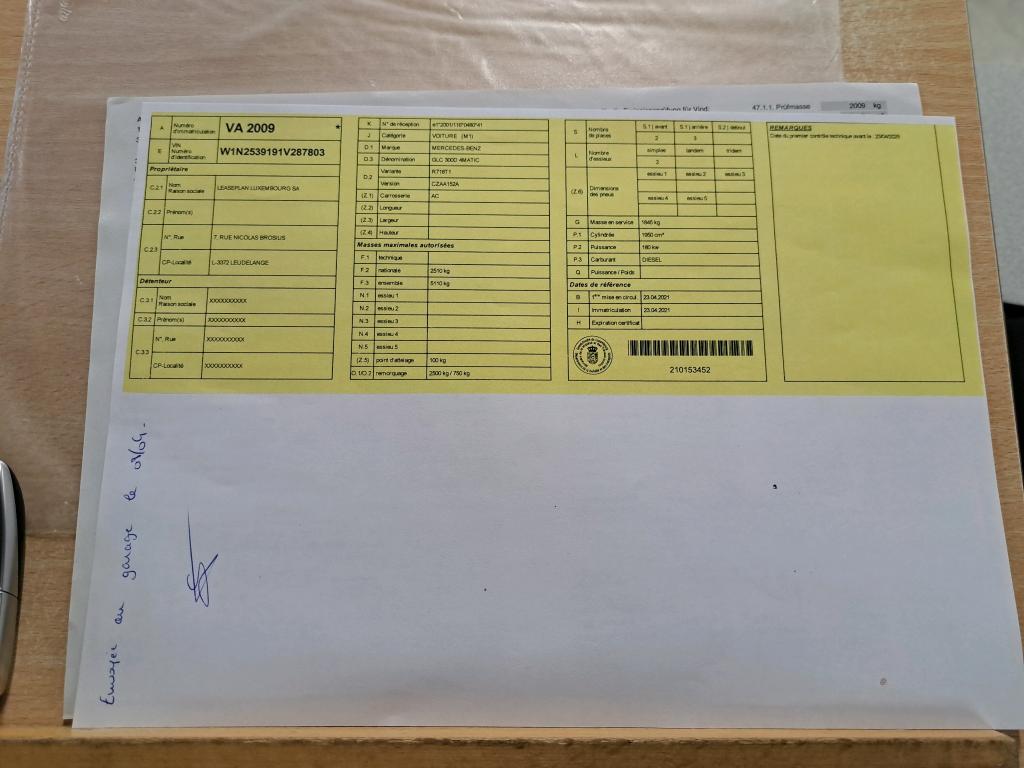 47.1.1. Prüfmasse 2009 kg
A Numéro d'immatriculation VA 2009 *
E VIN Numéro d'identification W1N2539191V287803
Propriétaire
C.2.1 Nom Raison sociale LEASEPLAN LUXEMBOURG SA
C.2.2 Prénom(s)
C.2.3 N°, Rue 7, RUE NICOLAS BROSIUS
CP-Localité L-3372 LEUDELANGE
Détenteur
C.3.1 Nom Raison sociale XXXXXXXXXX
C.3.2 Prénom(s) XXXXXXXXXX
C.3.3 N°, Rue XXXXXXXXXX
CP-Localité XXXXXXXXXX
K N° de réception
J Catégorie VOITURE (M1)
D.1 Marque MERCEDES-BENZ
D.3 Dénomination GLC 300D 4MATIC
D.2 Variante R716T1
Version CZAA152A
(Z.1) Carrosserie AC
(Z.2) Longueur
(Z.3) Largeur
(Z.4) Hauteur
Masses maximales autorisées
F.1 technique
F.2 nationale 2510 kg
F.3 ensemble 5110 kg
N.1 essieu 1
N.2 essieu 2
N.3 essieu 3
N.4 essieu 4
N.5 essieu 5
(Z.5) point d'attelage 100 kg
O.1/O.2 remorquage 2500 kg / 750 kg
S Nombre de places S.1) avant S.1) arrière S.2) debout
2 3
L Nombre d'essieux simples tandem tridem
2
(Z.6) Dimensions des pneus essieu 1 essieu 2 essieu 3
essieu 4 essieu 5
G Masse en service 1845 kg
P.1 Cylindrée 1950 cm³
P.2 Puissance 180 kw
P.3 Carburant DIESEL
Q Puissance / Poids
Dates de référence
B 1ère mise en circul. 23.04.2021
I Immatriculation 23.04.2021
H Expiration certificat
210153452
REMARQUES
Date du premier contrôle technique avant le
Envoyée au garage le